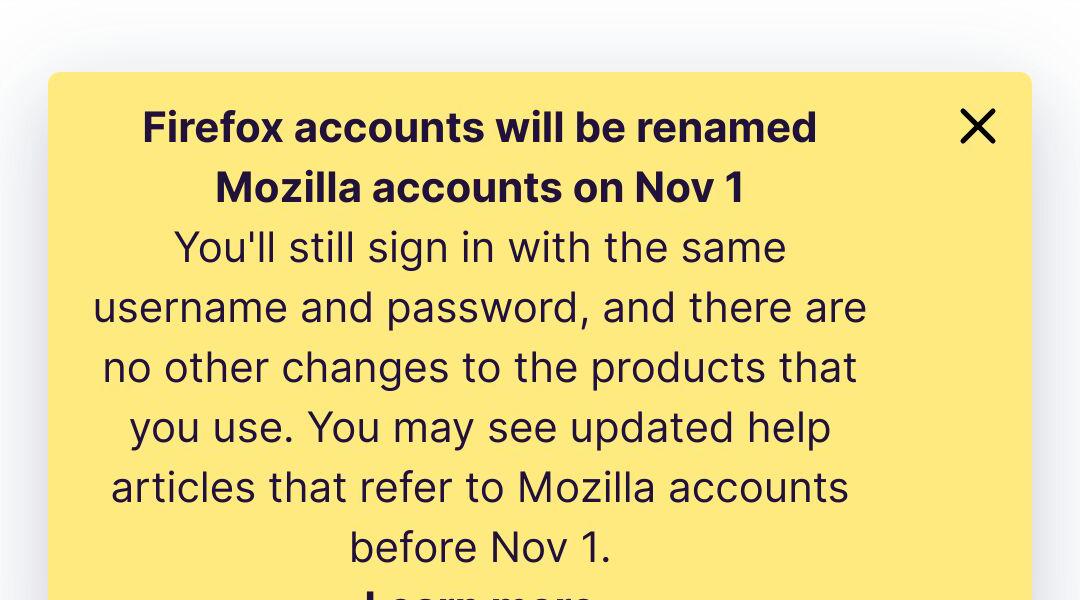 Firefox accounts will be renamed
Mozilla accounts on Nov 1
You'll still sign in with the same
username and password, and there are
no other changes to the products that
you use. You may see updated help
articles that refer to Mozilla accounts
before Nov 1.
Learn more